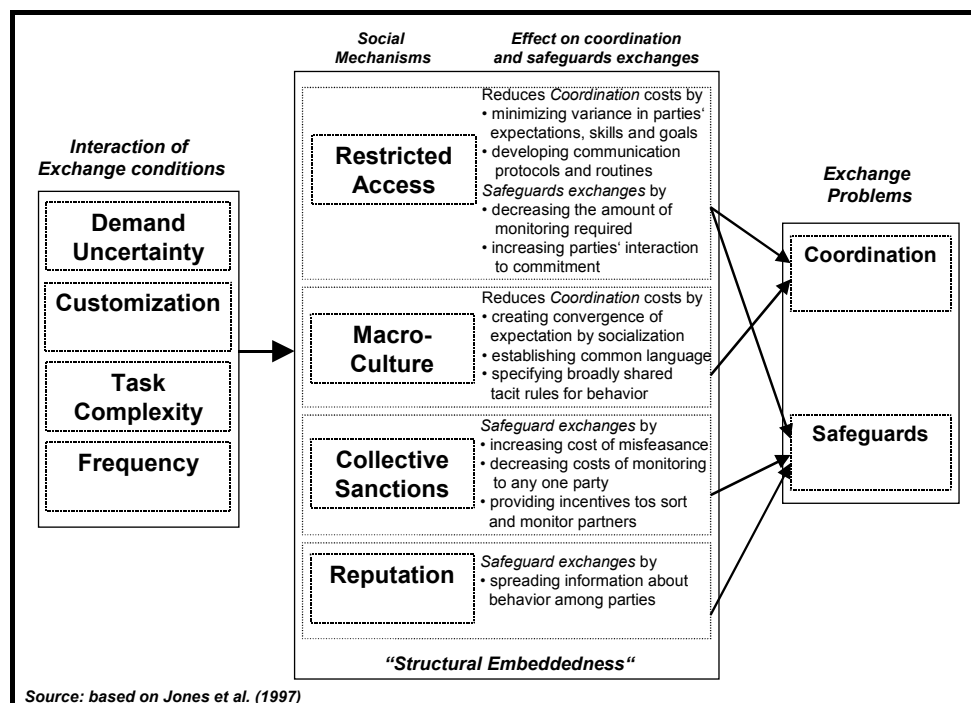 Interaction of
Exchange conditions
Demand
Uncertainty
Customization
Task
Complexity
Frequency
Social
Mechanisms
Effect on coordination
and safeguards exchanges
Restricted
Access
Reduces Coordination costs by
• minimizing variance in parties‘
expectations, skills and goals
• developing communication
protocols and routines
Safeguards exchanges by
• decreasing the amount of
monitoring required
• increasing parties‘ interaction
to commitment
Macro-
Culture
Reduces Coordination costs by
• creating convergence of
expectation by socialization
• establishing common language
• specifying broadly shared
tacit rules for behavior
Collective
Sanctions
Safeguard exchanges by
• increasing cost of misfeasance
• decreasing costs of monitoring
to any one party
• providing incentives tos sort
and monitor partners
Reputation
Safeguard exchanges by
• spreading information about
behavior among parties
“Structural Embeddedness“
Exchange
Problems
Coordination
Safeguards
Source: based on Jones et al. (1997)